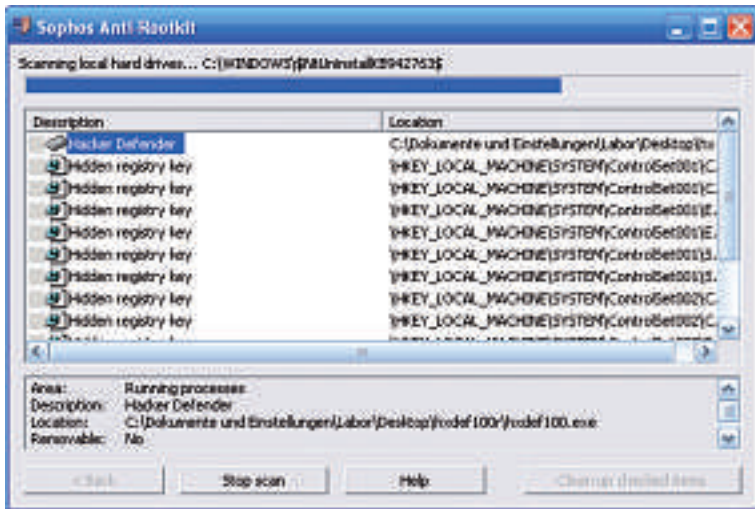 Sophos Anti-Rootkit
Scanning local hard drives... C:\WINDOWS\$NtUninstallKB942763$
Description Location
Hacker Defender C:\Dokumente und Einstellungen\Labor\Desktop\hx
Hidden registry key \HKEY_LOCAL_MACHINE\SYSTEM\ControlSet001\C.
Hidden registry key \HKEY_LOCAL_MACHINE\SYSTEM\ControlSet001\C.
Hidden registry key \HKEY_LOCAL_MACHINE\SYSTEM\ControlSet001\E.
Hidden registry key \HKEY_LOCAL_MACHINE\SYSTEM\ControlSet001\E.
Hidden registry key \HKEY_LOCAL_MACHINE\SYSTEM\ControlSet001\S.
Hidden registry key \HKEY_LOCAL_MACHINE\SYSTEM\ControlSet001\S.
Hidden registry key \HKEY_LOCAL_MACHINE\SYSTEM\ControlSet002\C.
Hidden registry key \HKEY_LOCAL_MACHINE\SYSTEM\ControlSet002\C.
Area: Running processes
Description: Hacker Defender
Location: C:\Dokumente und Einstellungen\Labor\Desktop\hxdef100r\hxdef100.exe
Removable: No
< Back Stop scan Help Clean up checked items